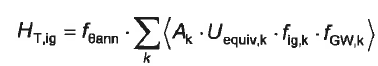 H_T,ig = f_θann · ∑_k ⟨A_k · U_equiv,k · f_ig,k · f_GW,k⟩